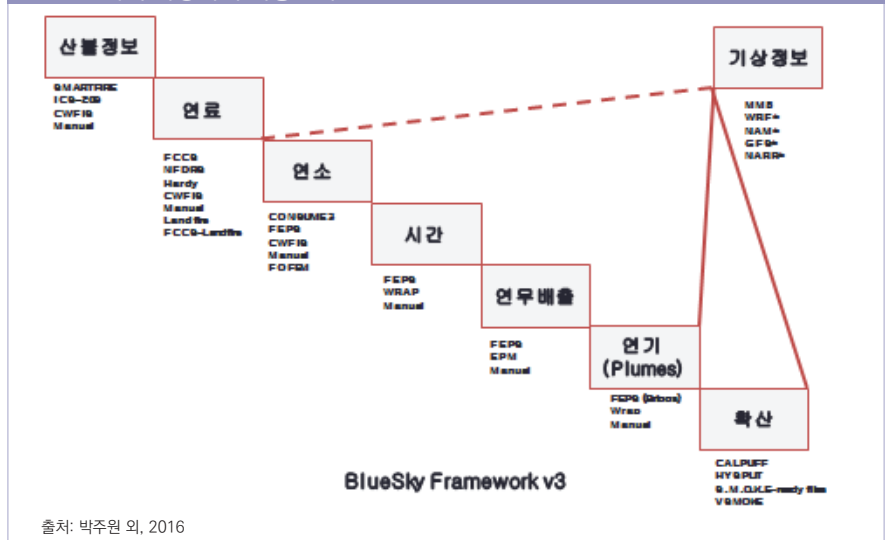 산불정보
SMARTFIRE
ICS-209
CWFIS
Manual
기상정보
MM5
WRF*
NAM*
GFS*
NARR*
연료
FCCS
NFDRS
Hardy
CWFIS
Manual
Landfire
FCCS-Landfire
연소
CONSUME3
FEPS
CWFIS
Manual
FOFEM
시간
FEPS
WRAP
Manual
연무배출
FEPS
EPM
Manual
연기
(Plumes)
FEPS
Wrap
Manual
확산
CALPUFF
HYSPLIT
S.M.O.K.E-ready files
VSMOKE
BlueSky Framework v3
출처: 박주원 외, 2016